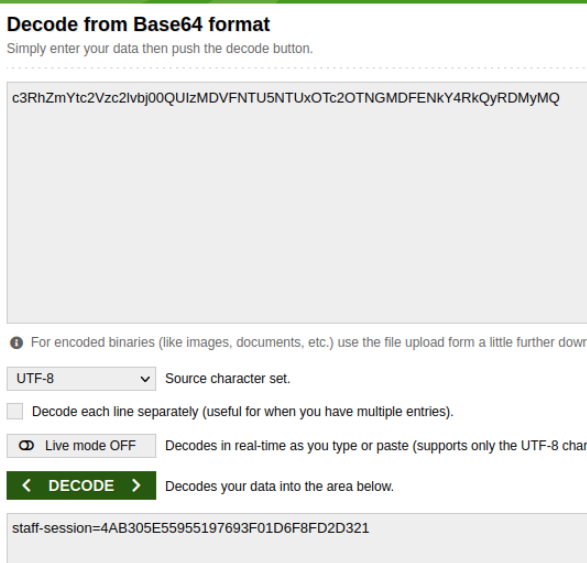 Decode from Base64 format
Simply enter your data then push the decode button.
c3RhZmYtc2Vzc2lvbj00QUIzMDVFNTU5NTUxOTc2OTNGMDFENkY4RkQyRDMyMQ
For encoded binaries (like images, documents, etc.) use the file upload form a little further down
UTF-8 Source character set.
Decode each line separately (useful for when you have multiple entries).
Live mode OFF Decodes in real-time as you type or paste (supports only the UTF-8 char
< DECODE > Decodes your data into the area below.
staff-session=4AB305E55955197693F01D6F8FD2D321